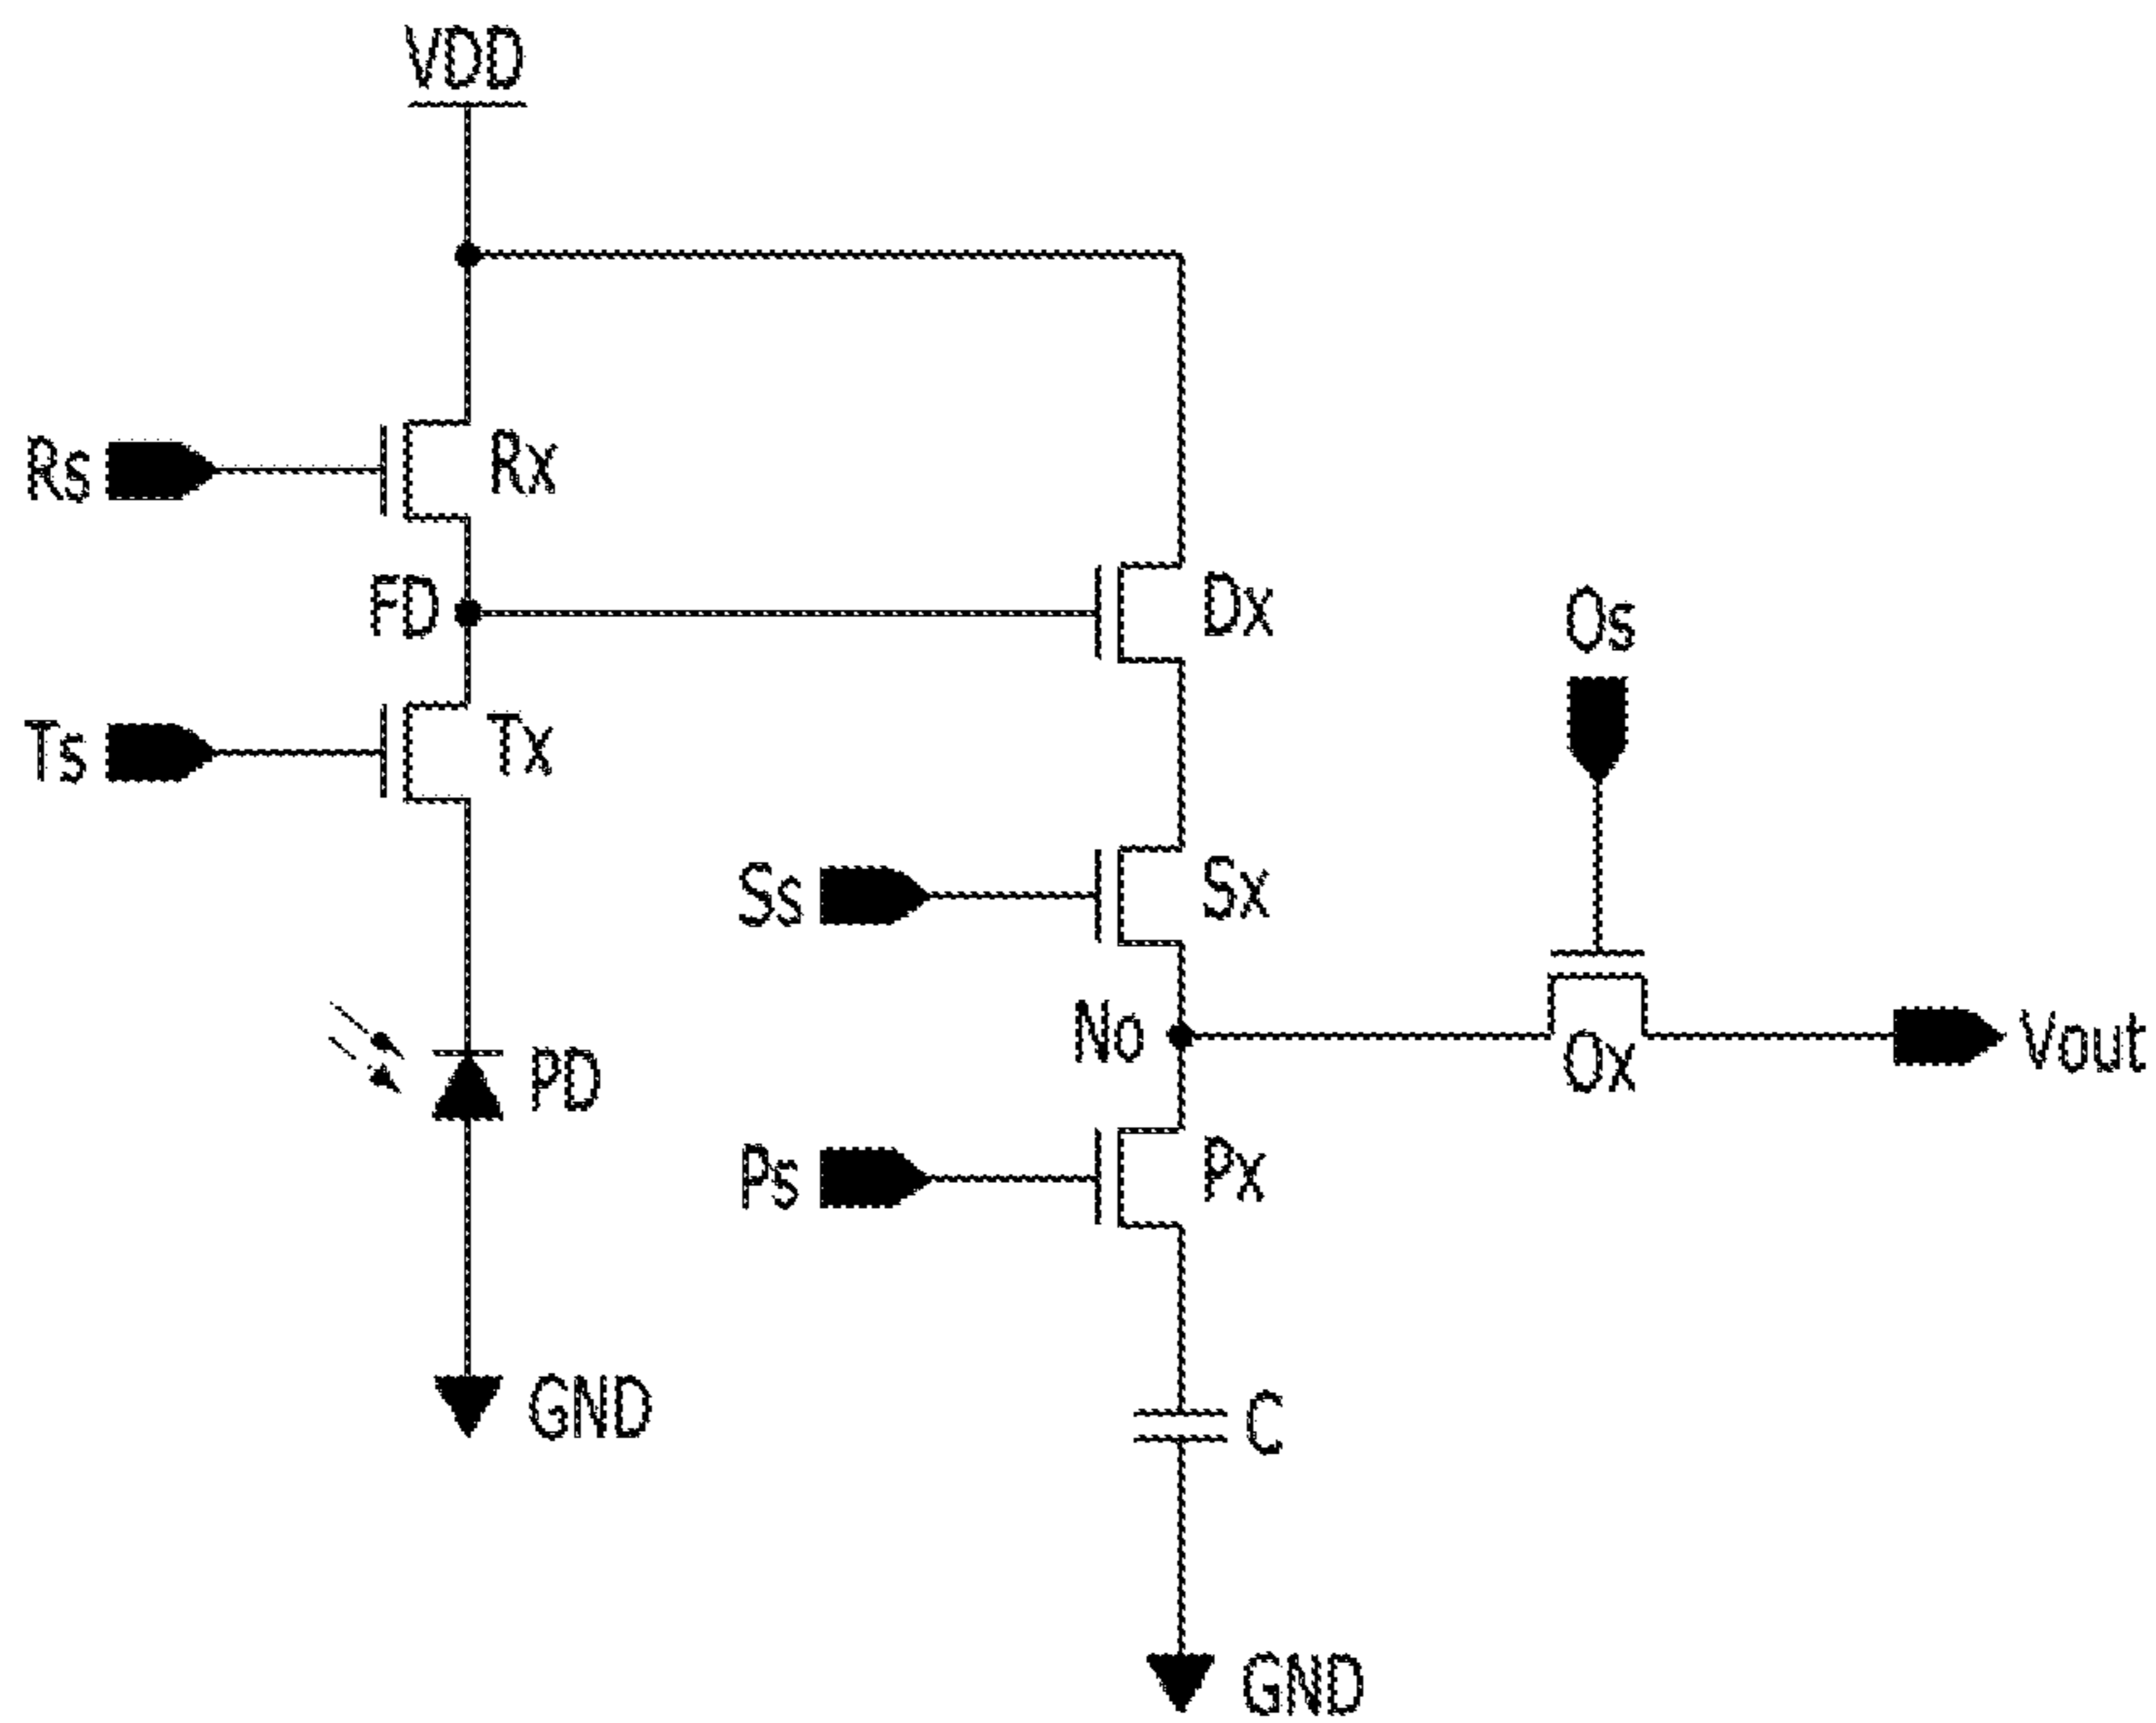 VDD
Rs
Rx
FD
Dx
Os
Ts
Tx
Ss
Sx
No
Ox
Vout
PD
Ps
Px
GND
C
GND